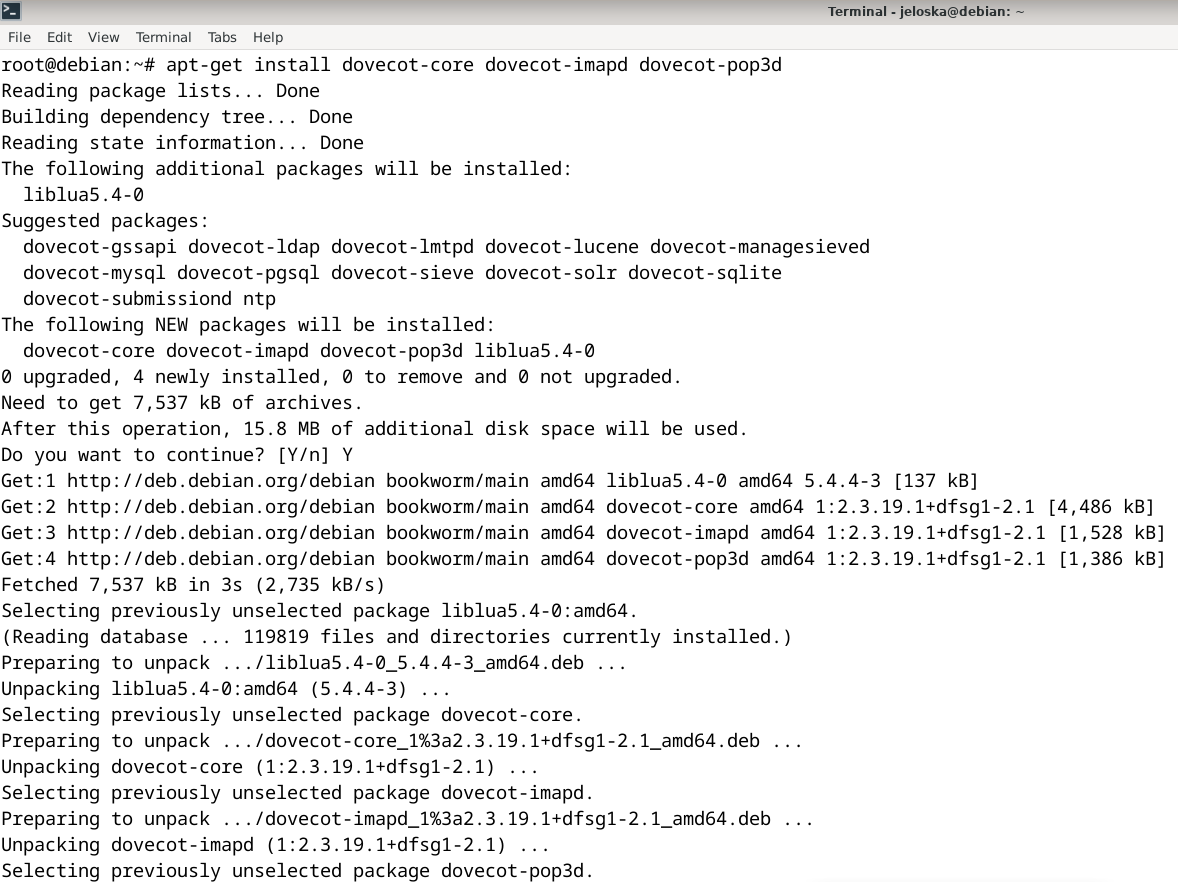 Terminal - jeloska@debian: ~
File Edit View Terminal Tabs Help
root@debian:~# apt-get install dovecot-core dovecot-imapd dovecot-pop3d
Reading package lists... Done
Building dependency tree... Done
Reading state information... Done
The following additional packages will be installed:
  liblua5.4-0
Suggested packages:
  dovecot-gssapi dovecot-ldap dovecot-lmtpd dovecot-lucene dovecot-managesieved
  dovecot-mysql dovecot-pgsql dovecot-sieve dovecot-solr dovecot-sqlite
  dovecot-submissiond ntp
The following NEW packages will be installed:
  dovecot-core dovecot-imapd dovecot-pop3d liblua5.4-0
0 upgraded, 4 newly installed, 0 to remove and 0 not upgraded.
Need to get 7,537 kB of archives.
After this operation, 15.8 MB of additional disk space will be used.
Do you want to continue? [Y/n] Y
Get:1 http://deb.debian.org/debian bookworm/main amd64 liblua5.4-0 amd64 5.4.4-3 [137 kB]
Get:2 http://deb.debian.org/debian bookworm/main amd64 dovecot-core amd64 1:2.3.19.1+dfsg1-2.1 [4,486 kB]
Get:3 http://deb.debian.org/debian bookworm/main amd64 dovecot-imapd amd64 1:2.3.19.1+dfsg1-2.1 [1,528 kB]
Get:4 http://deb.debian.org/debian bookworm/main amd64 dovecot-pop3d amd64 1:2.3.19.1+dfsg1-2.1 [1,386 kB]
Fetched 7,537 kB in 3s (2,735 kB/s)
Selecting previously unselected package liblua5.4-0:amd64.
(Reading database ... 119819 files and directories currently installed.)
Preparing to unpack .../liblua5.4-0_5.4.4-3_amd64.deb ...
Unpacking liblua5.4-0:amd64 (5.4.4-3) ...
Selecting previously unselected package dovecot-core.
Preparing to unpack .../dovecot-core_1%3a2.3.19.1+dfsg1-2.1_amd64.deb ...
Unpacking dovecot-core (1:2.3.19.1+dfsg1-2.1) ...
Selecting previously unselected package dovecot-imapd.
Preparing to unpack .../dovecot-imapd_1%3a2.3.19.1+dfsg1-2.1_amd64.deb ...
Unpacking dovecot-imapd (1:2.3.19.1+dfsg1-2.1) ...
Selecting previously unselected package dovecot-pop3d.